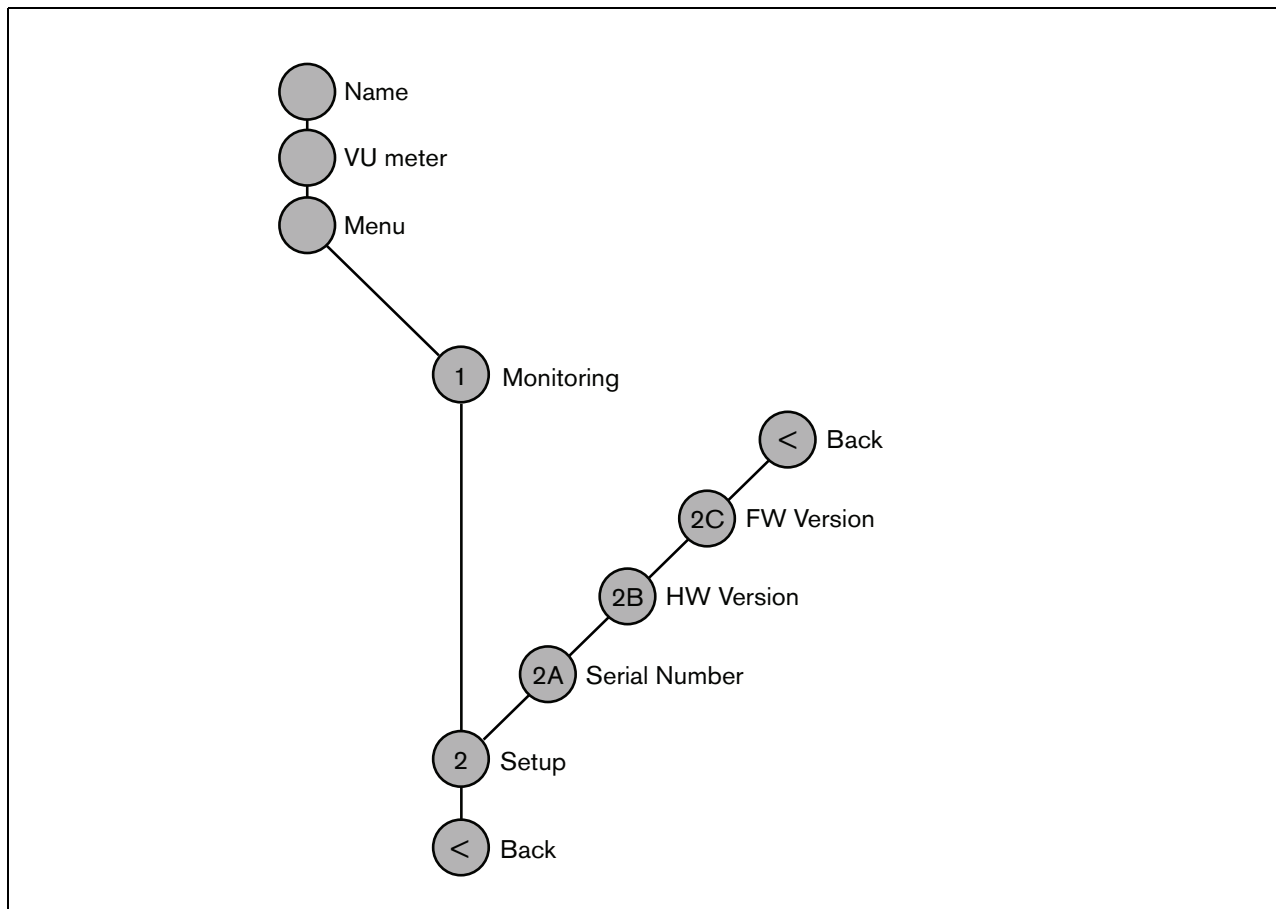 Name
VU meter
Menu
1 Monitoring
< Back
2C FW Version
2B HW Version
2A Serial Number
2 Setup
< Back